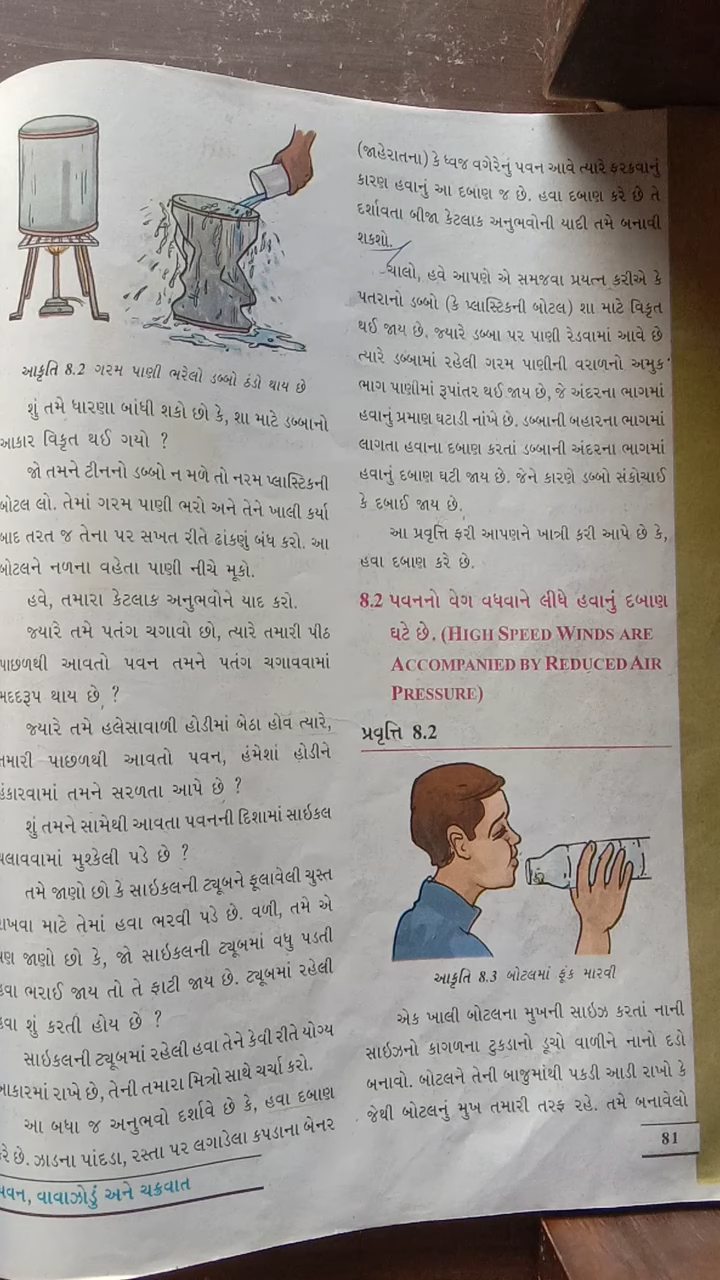 આકૃતિ 8.2 ગરમ પાણી ભરેલો ડબ્બો ઠંડો થાય છે
શું તમે ધારણા બાંધી શકો છો કે, શા માટે ડબ્બાનો
આકાર વિકૃત થઈ ગયો ?
જો તમને ટીનનો ડબ્બો ન મળે તો નરમ પ્લાસ્ટિકની
બોટલ લો. તેમાં ગરમ પાણી ભરો અને તેને ખાલી કર્યા
બાદ તરત જ તેના પર સખત રીતે ઢાંકણું બંધ કરો. આ
બોટલને નળના વહેતા પાણી નીચે મૂકો.
હવે, તમારા કેટલાક અનુભવોને યાદ કરો.
જ્યારે તમે પતંગ ચગાવો છો, ત્યારે તમારી પીઠ
પાછળથી આવતો પવન તમને પતંગ ચગાવવામાં
મદદરૂપ થાય છે ?
જ્યારે તમે હલેસાવાળી હોડીમાં બેઠા હોવ ત્યારે,
તમારી પાછળથી આવતો પવન, હંમેશાં હોડીને
હંકારવામાં તમને સરળતા આપે છે ?
શું તમને સામેથી આવતા પવનની દિશામાં સાઇકલ
ચલાવવામાં મુશ્કેલી પડે છે ?
તમે જાણો છો કે સાઇકલની ટ્યૂબને ફૂલાવેલી ચુસ્ત
રાખવા માટે તેમાં હવા ભરવી પડે છે. વળી, તમે એ
પણ જાણો છો કે, જો સાઇકલની ટ્યૂબમાં વધુ પડતી
હવા ભરાઈ જાય તો તે ફાટી જાય છે. ટ્યૂબમાં રહેલી
હવા શું કરતી હોય છે ?
સાઇકલની ટ્યૂબમાં રહેલી હવા તેને કેવી રીતે યોગ્ય
આકારમાં રાખે છે, તેની તમારા મિત્રો સાથે ચર્ચા કરો.
આ બધા જ અનુભવો દર્શાવે છે કે, હવા દબાણ
કરે છે. ઝાડના પાંદડા, રસ્તા પર લગાડેલા કપડાના બેનર
પવન, વાવાઝોડું અને ચક્રવાત
(જાહેરાતના) કે ધ્વજ વગેરેનું પવન આવે ત્યારે ફરકવાનું
કારણ હવાનું આ દબાણ જ છે. હવા દબાણ કરે છે તે
દર્શાવતા બીજા કેટલાક અનુભવોની યાદી તમે બનાવી
શકશો.
ચાલો, હવે આપણે એ સમજવા પ્રયત્ન કરીએ કે
પતરાનો ડબ્બો (કે પ્લાસ્ટિકની બોટલ) શા માટે વિકૃત
થઈ જાય છે. જ્યારે ડબ્બા પર પાણી રેડવામાં આવે છે
ત્યારે ડબ્બામાં રહેલી ગરમ પાણીની વરાળનો અમુક
ભાગ પાણીમાં રૂપાંતર થઈ જાય છે, જે અંદરના ભાગમાં
હવાનું પ્રમાણ ઘટાડી નાંખે છે. ડબ્બાની બહારના ભાગમાં
લાગતા હવાના દબાણ કરતાં ડબ્બાની અંદરના ભાગમાં
હવાનું દબાણ ઘટી જાય છે. જેને કારણે ડબ્બો સંકોચાઈ
કે દબાઈ જાય છે.
આ પ્રવૃત્તિ ફરી આપણને ખાત્રી કરી આપે છે કે,
હવા દબાણ કરે છે.
8.2 પવનનો વેગ વધવાને લીધે હવાનું દબાણ
ઘટે છે. (HIGH SPEED WINDS ARE
ACCOMPANIED BY REDUCED AIR
PRESSURE)
પ્રવૃત્તિ 8.2
આકૃતિ 8.3 બોટલમાં ફૂંક મારવી
એક ખાલી બોટલના મુખની સાઇઝ કરતાં નાની
સાઇઝનો કાગળના ટુકડાનો ડૂચો વાળીને નાનો દડો
બનાવો. બોટલને તેની બાજુમાંથી પકડી આડી રાખો કે
જેથી બોટલનું મુખ તમારી તરફ રહે. તમે બનાવેલો
81